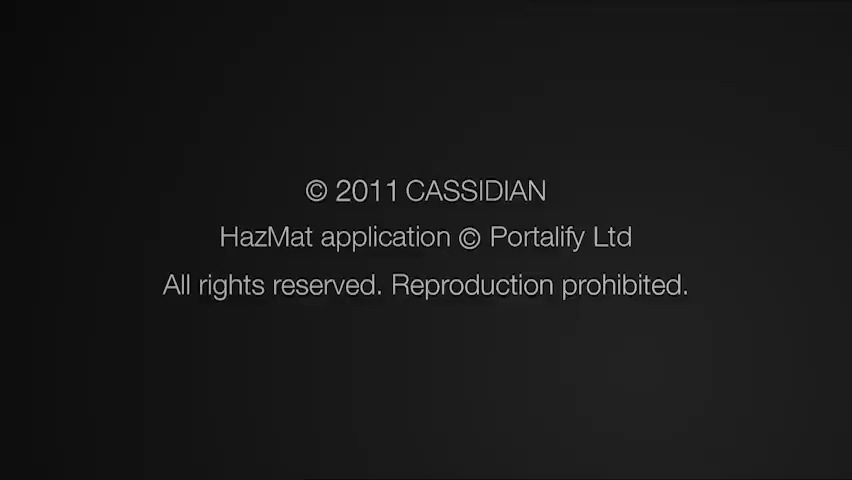 © 2011 CASSIDIAN
HazMat application © Portalify Ltd
All rights reserved. Reproduction prohibited.